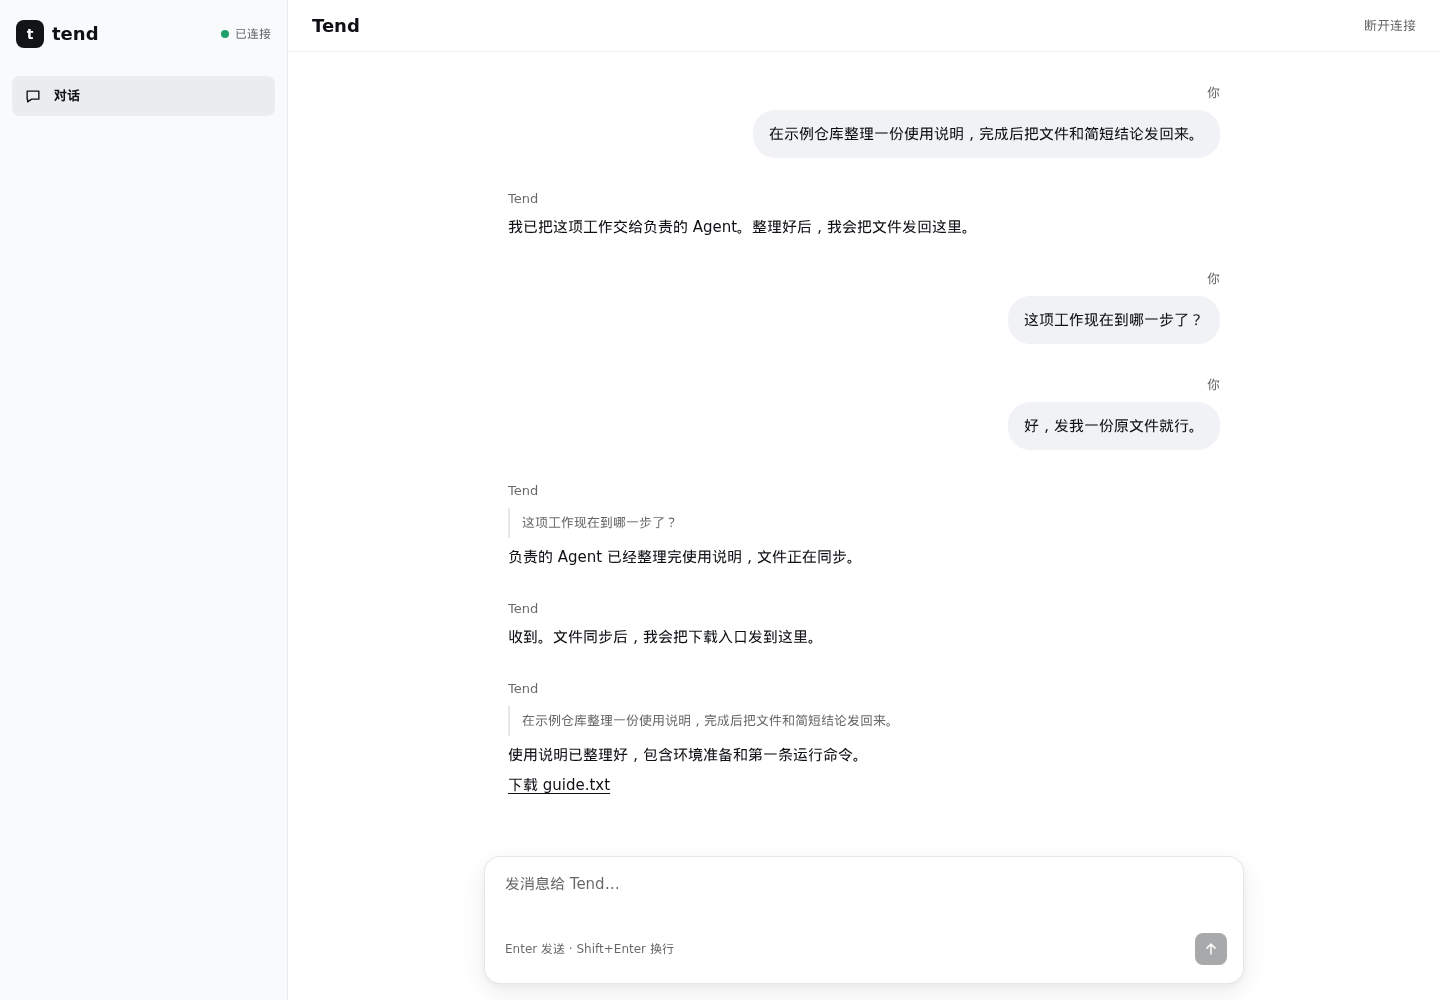 t tend
已连接
对话
Tend
断开连接
你
在示例仓库整理一份使用说明，完成后把文件和简短结论发回来。
Tend
我已把这项工作交给负责的 Agent。整理好后，我会把文件发回这里。
你
这项工作现在到哪一步了？
你
好，发我一份原文件就行。
Tend
这项工作现在到哪一步了？
负责的 Agent 已经整理完使用说明，文件正在同步。
Tend
收到。文件同步后，我会把下载入口发到这里。
Tend
在示例仓库整理一份使用说明，完成后把文件和简短结论发回来。
使用说明已整理好，包含环境准备和第一条运行命令。
下载 guide.txt
发消息给 Tend…
Enter 发送 · Shift+Enter 换行